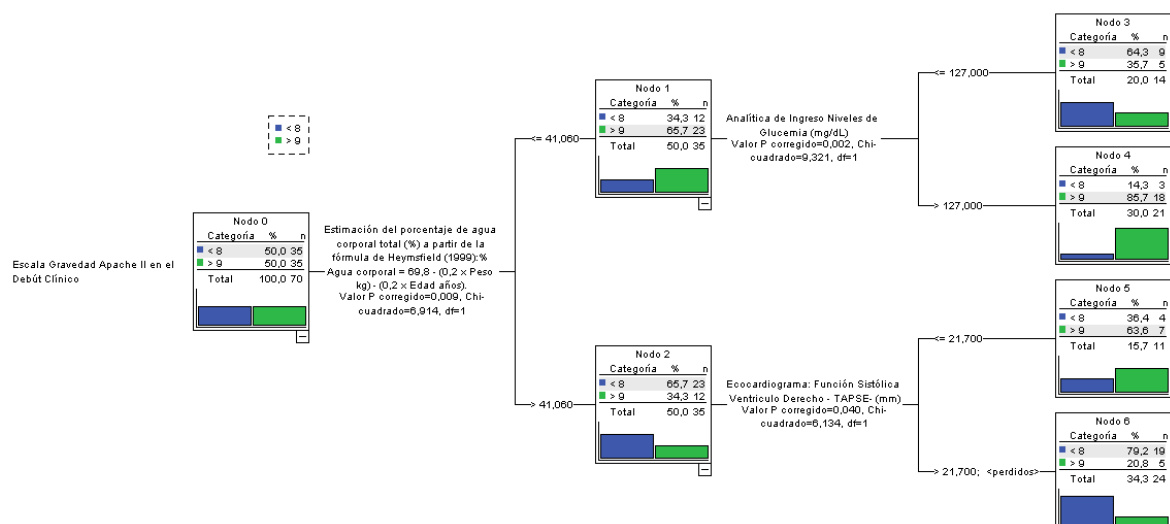 Escala Gravedad Apache II en el
Debút Clínico
< 8
> 9
Nodo 0
Categoría % n
< 8 50,0 35
> 9 50,0 35
Total 100,0 70
Estimación del porcentaje de agua
corporal total (%) a partir de la
fórmula de Heymsfield (1999):%
Agua corporal = 69,8 - (0,2 x Peso
kg) - (0,2 x Edad años).
Valor P corregido=0,009, Chi-
cuadrado=6,914, df=1
<= 41,060
Nodo 1
Categoría % n
< 8 34,3 12
> 9 65,7 23
Total 50,0 35
Analítica de Ingreso Niveles de
Glucemia (mg/dL)
Valor P corregido=0,002, Chi-
cuadrado=9,321, df=1
<= 127,000
Nodo 3
Categoría % n
< 8 64,3 9
> 9 35,7 5
Total 20,0 14
> 127,000
Nodo 4
Categoría % n
< 8 14,3 3
> 9 85,7 18
Total 30,0 21
> 41,060
Nodo 2
Categoría % n
< 8 65,7 23
> 9 34,3 12
Total 50,0 35
Ecocardiograma: Función Sistólica
Ventriculo Derecho - TAPSE- (mm)
Valor P corregido=0,040, Chi-
cuadrado=6,134, df=1
<= 21,700
Nodo 5
Categoría % n
< 8 36,4 4
> 9 63,6 7
Total 15,7 11
> 21,700; <perdidos>
Nodo 6
Categoría % n
< 8 79,2 19
> 9 20,8 5
Total 34,3 24